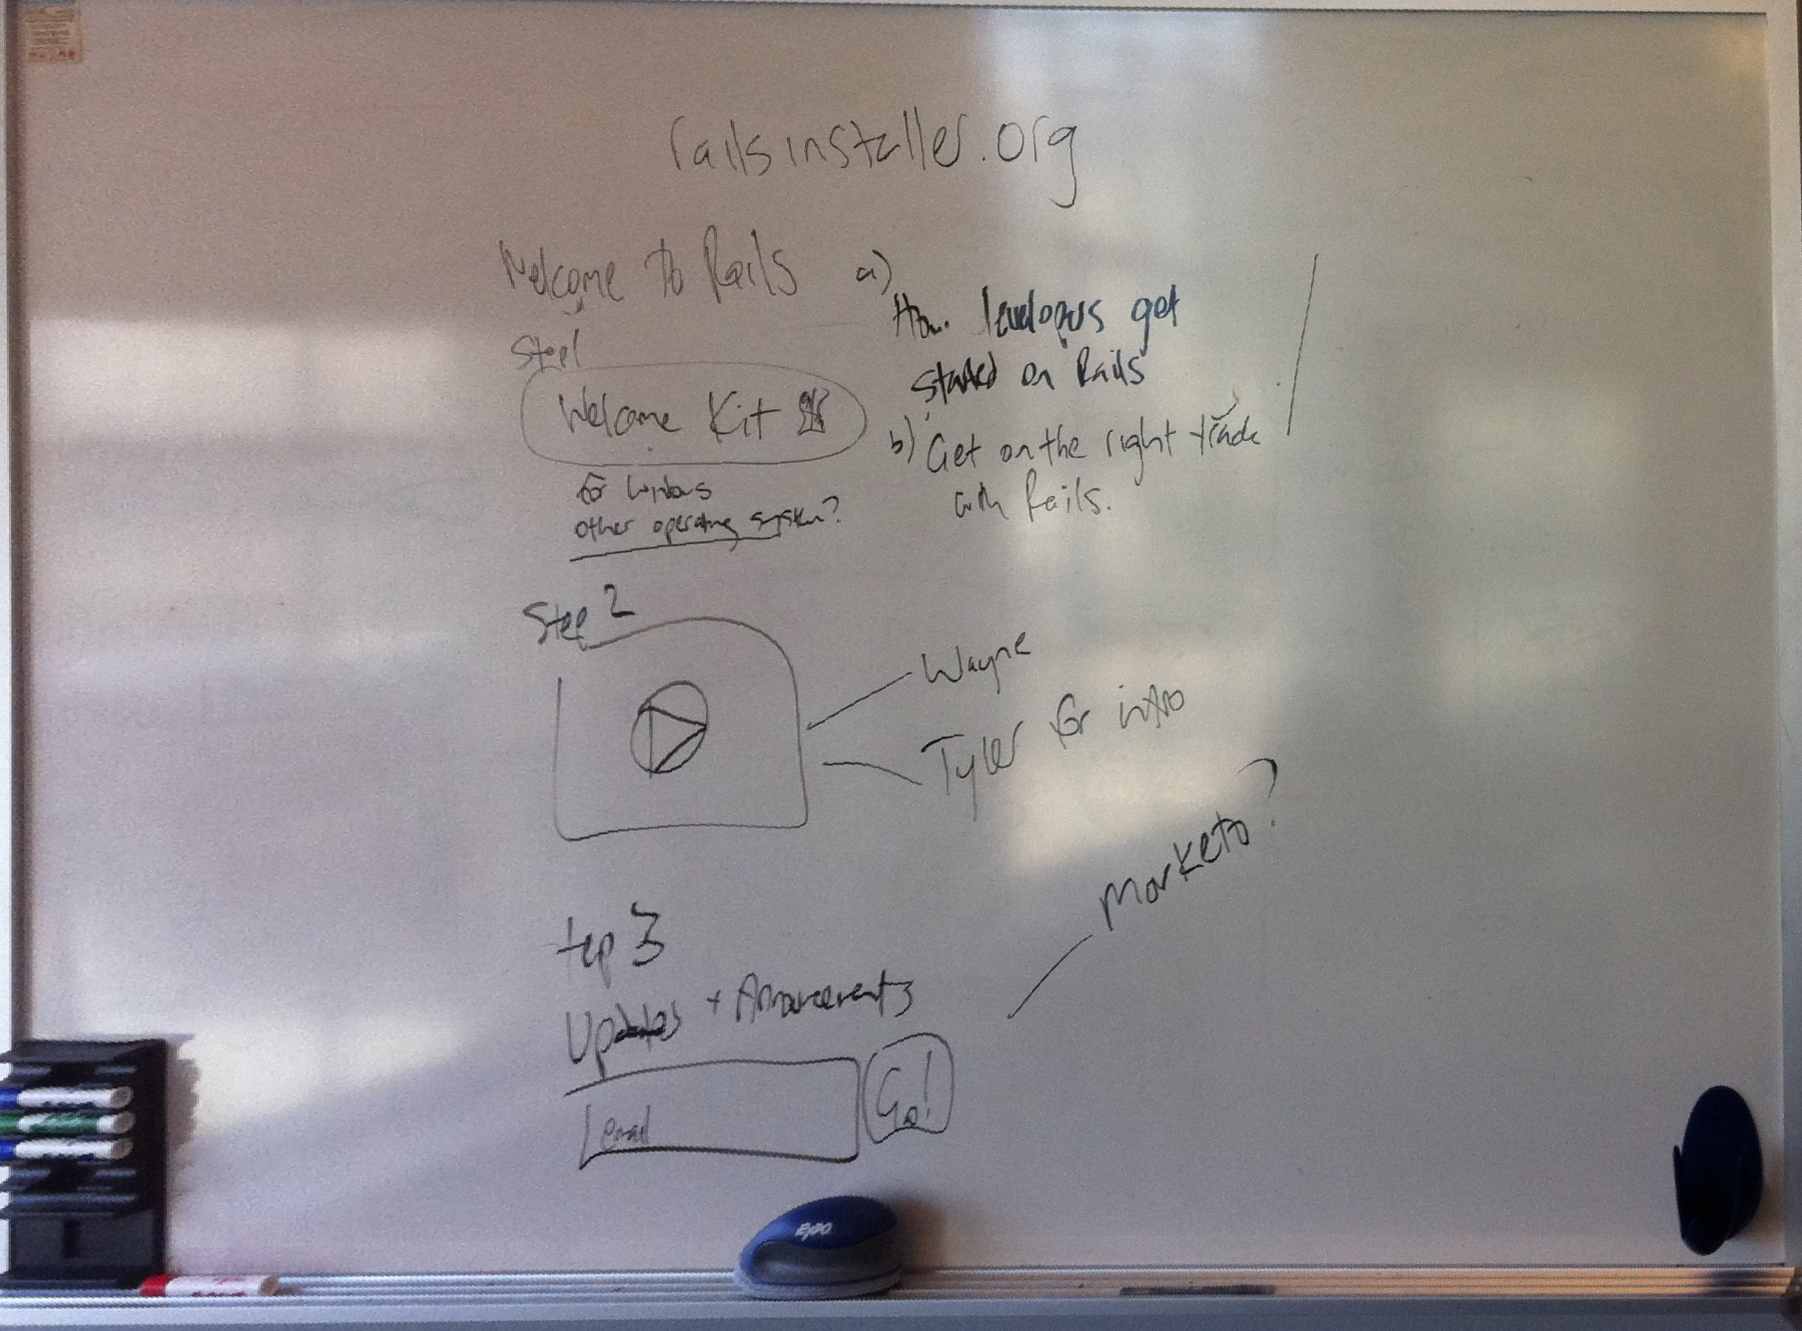 railsinstaller.org
Welcome to Rails
Step 1
Welcome Kit
for Windows
other operating system?
a)
How developers get
started on Rails
b) Get on the right track
with Rails.
Step 2
Wayne
Tyler for intro
tep 3
Updates + Announcements
email
Go!
Marketo?
EXPO